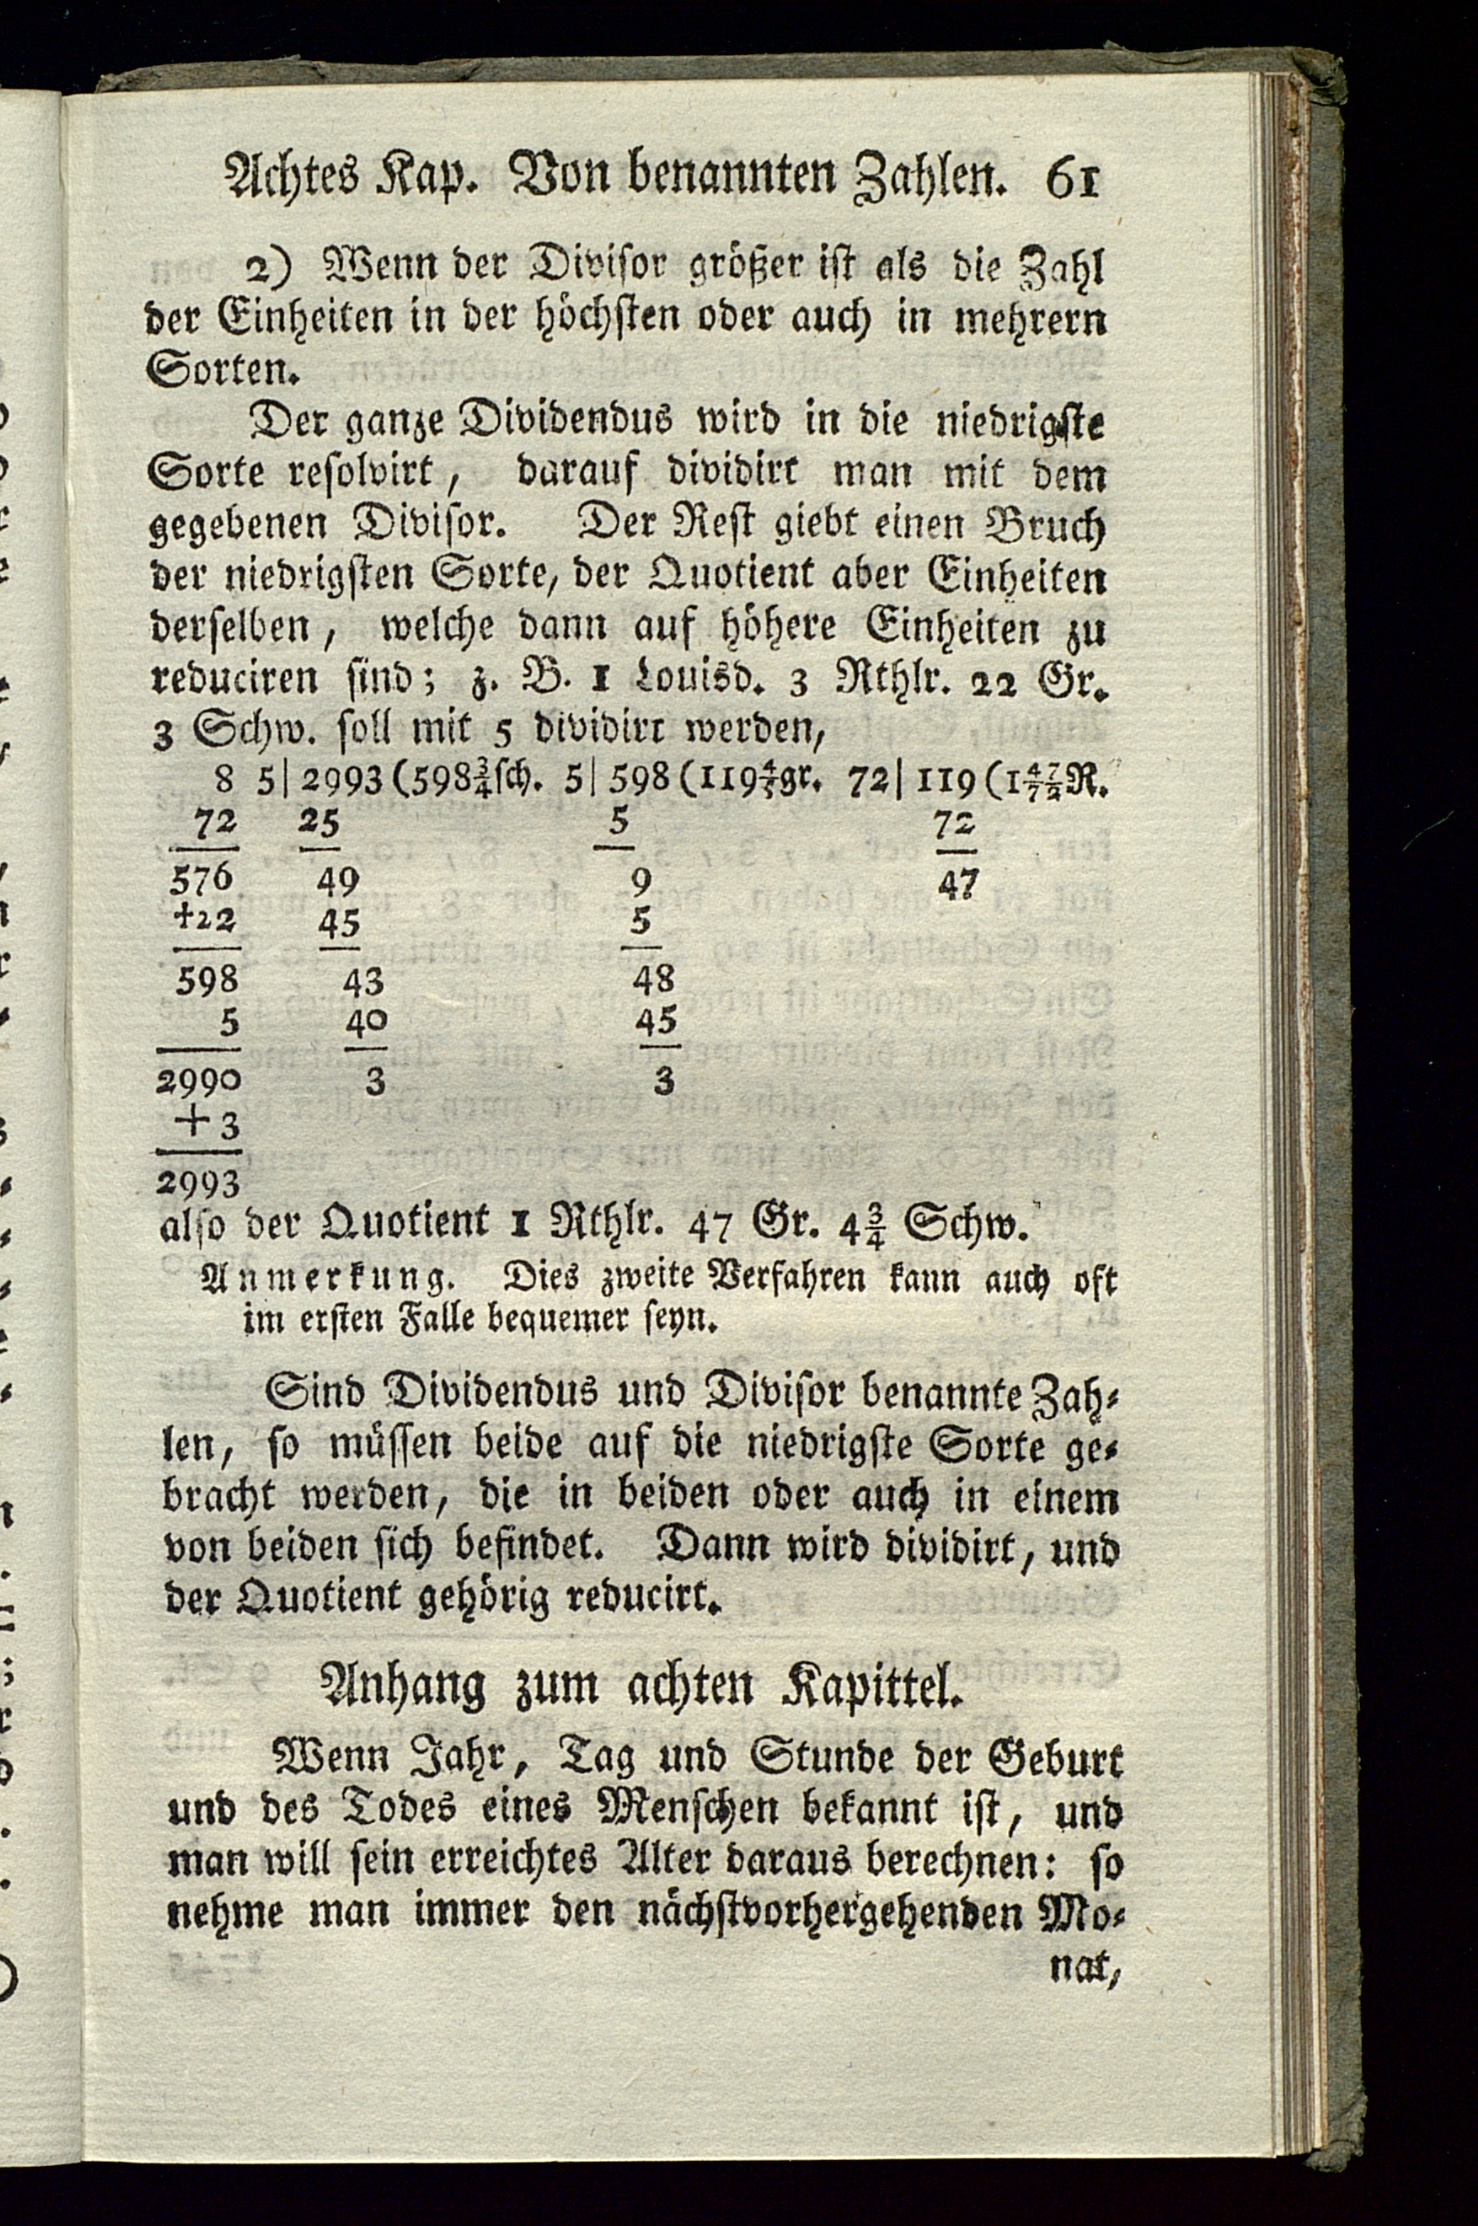 Achtes Kap. Von benannten Zahlen. 61
2) Wenn der Divisor größer ist als die Zahl
der Einheiten in der höchsten oder auch in mehrern
Sorten.
Der ganze Dividendus wird in die niedrigste
Sorte resolvirt, darauf dividirt man mit dem
gegebenen Divisor. Der Rest giebt einen Bruch
der niedrigsten Sorte, der Quotient aber Einheiten
derselben, welche dann auf höhere Einheiten zu
reduciren sind; z. B. 1 Louisd. 3 Rthlr. 22 Gr.
3 Schw. soll mit 5 dividirt werden,
8 5| 2993 (598¾sch. 5| 598 (119⅘gr. 72| 119 (1 47/72 R.
72 25 5 72
576 49 9 47
+22 45 5
598 43 48
5 40 45
2990 3 3
+3
2993
also der Quotient 1 Rthlr. 47 Gr. 4¾ Schw.
Anmerkung. Dies zweite Verfahren kann auch oft
im ersten Falle bequemer seyn.
Sind Dividendus und Divisor benannte Zah-
len, so müssen beide auf die niedrigste Sorte ge-
bracht werden, die in beiden oder auch in einem
von beiden sich befindet. Dann wird dividirt, und
der Quotient gehörig reducirt.
Anhang zum achten Kapittel.
Wenn Jahr, Tag und Stunde der Geburt
und des Todes eines Menschen bekannt ist, und
man will sein erreichtes Alter daraus berechnen: so
nehme man immer den nächstvorhergehenden Mo-
nat,